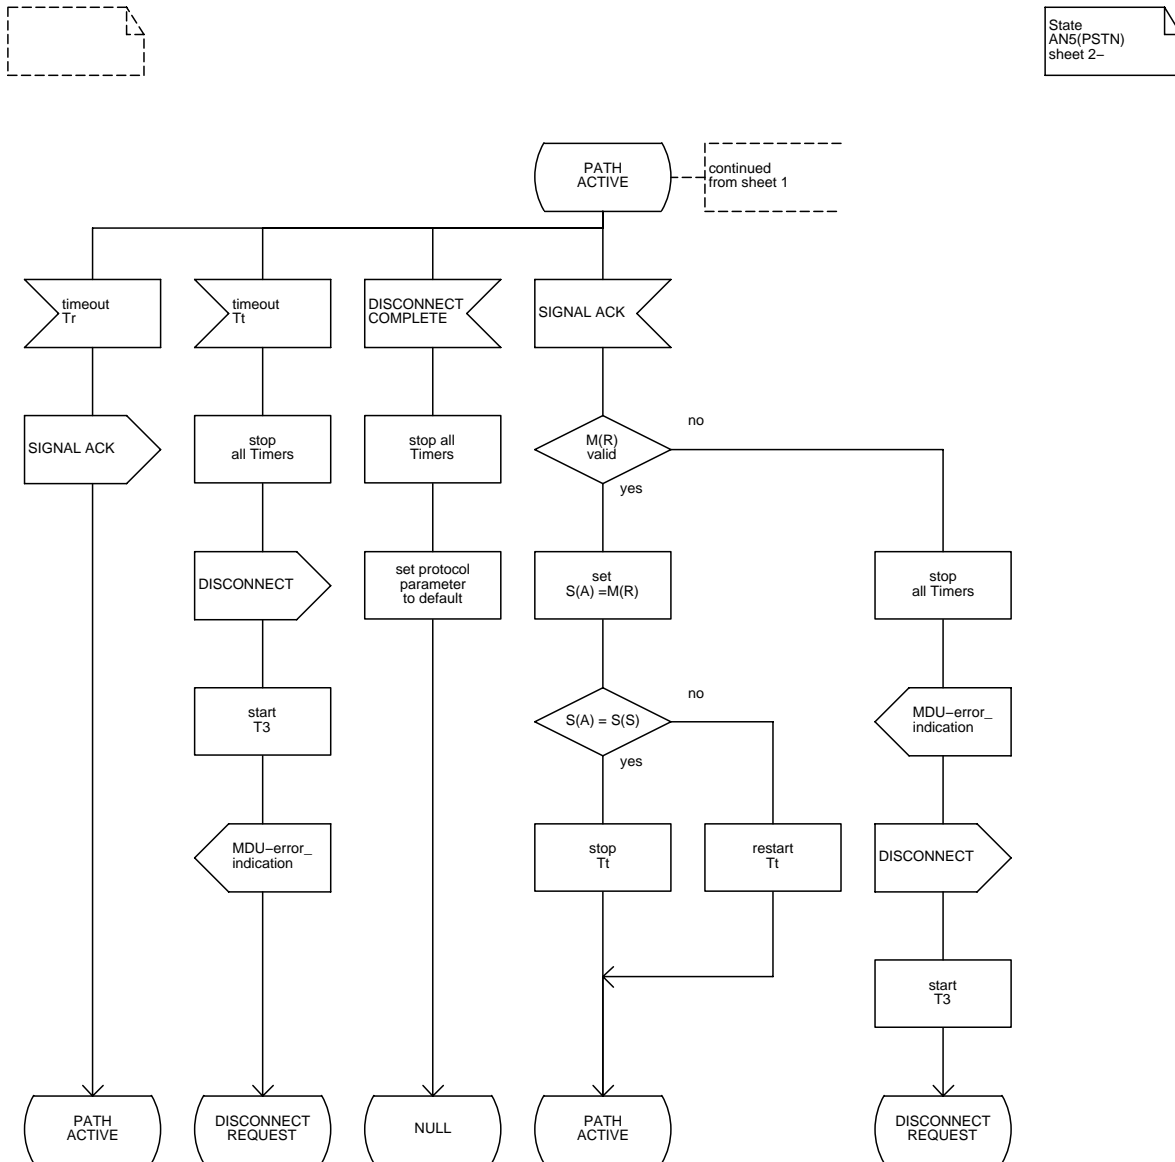 State
AN5(PSTN)
sheet 2–
PATH
ACTIVE
continued
from sheet 1
timeout
Tr
timeout
Tt
DISCONNECT
COMPLETE
SIGNAL ACK
SIGNAL ACK
stop
all Timers
stop all
Timers
M(R)
valid
no
yes
DISCONNECT
set protocol
parameter
to default
set
S(A) =M(R)
stop
all Timers
start
T3
S(A) = S(S)
no
yes
MDU–error_
indication
MDU–error_
indication
stop
Tt
restart
Tt
DISCONNECT
start
T3
PATH
ACTIVE
DISCONNECT
REQUEST
NULL
PATH
ACTIVE
DISCONNECT
REQUEST